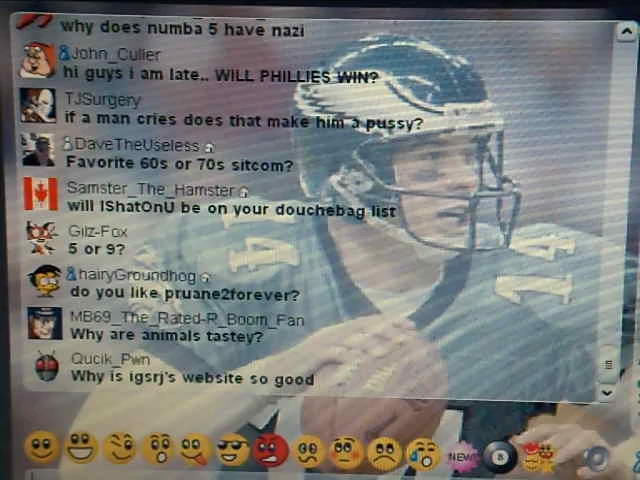 why does numba 5 have nazi
John_Culler
hi guys i am late.. WILL PHILLIES WIN?
TJSurgery
if a man cries does that make him a pussy?
DaveTheUseless
Favorite 60s or 70s sitcom?
Samster_The_Hamster
will IShatOnU be on your douchebag list
Gilz-Fox
5 or 9?
hairyGroundhog
do you like pruane2forever?
MB69_The_Rated-R_Boom_Fan
Why are animals tastey?
Qucik_Pwn
Why is igsrj's website so good
NEW!
8